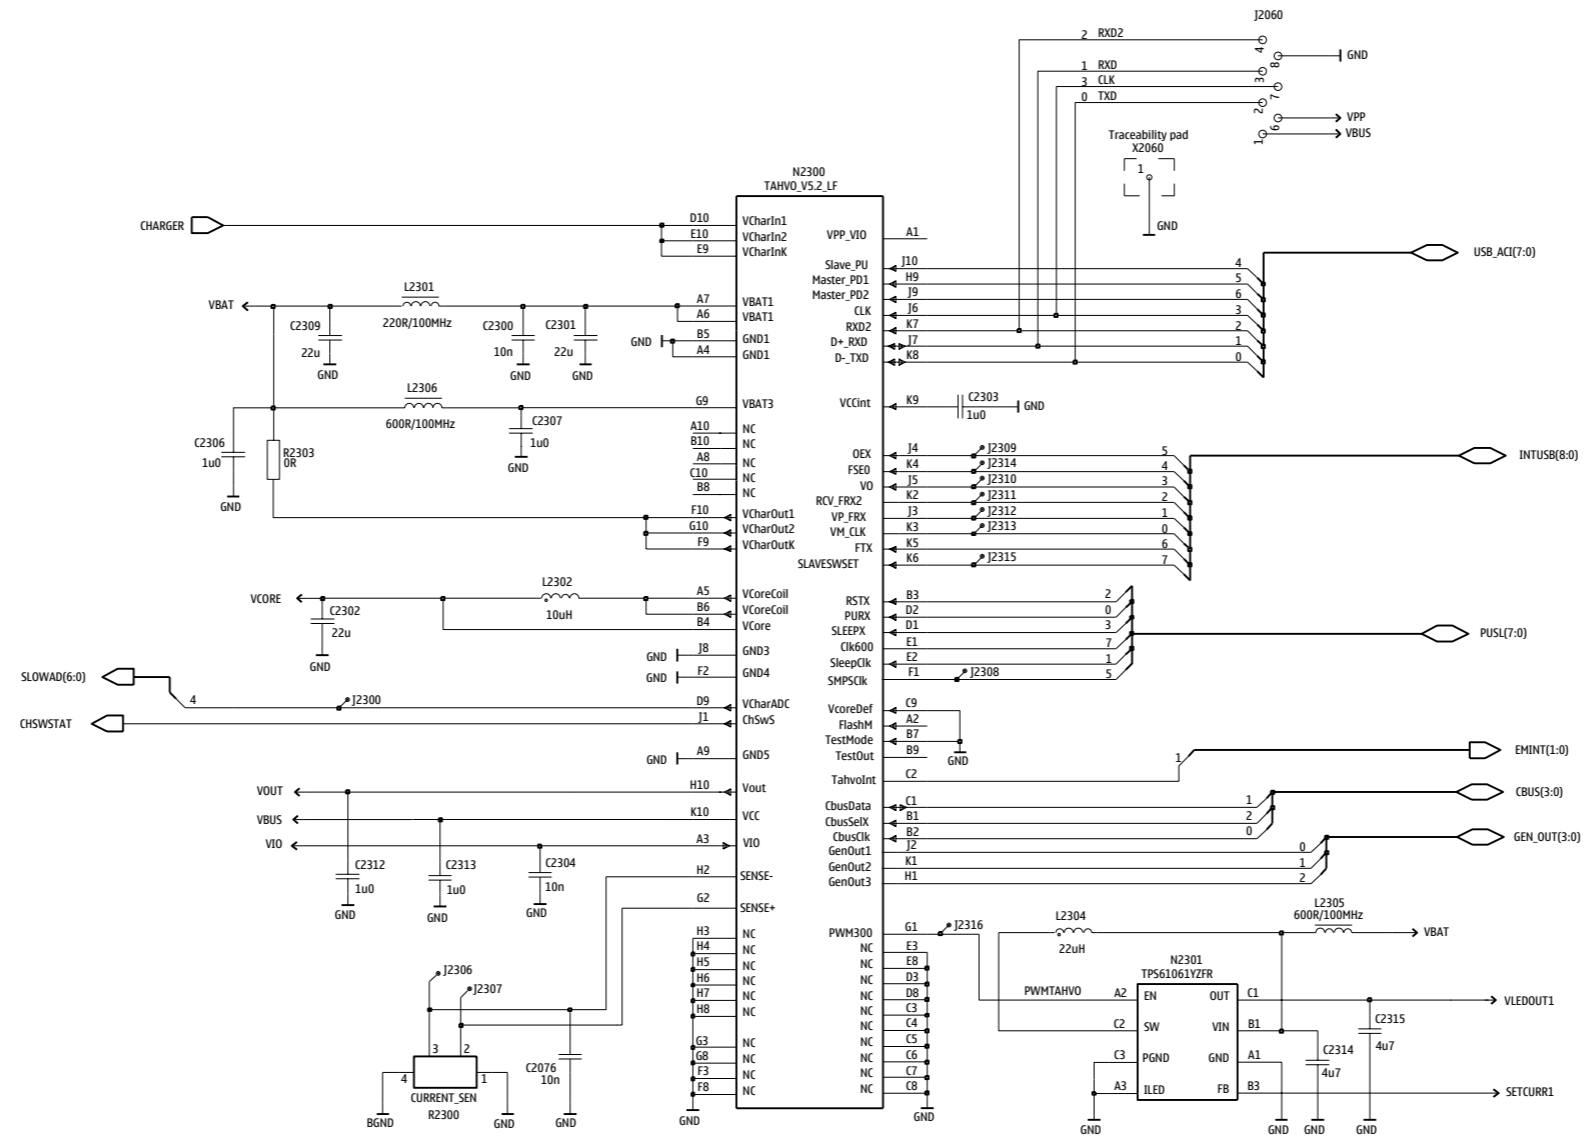 J2060
2 RXD2 4
8 GND
1 RXD 3
3 CLK 7
0 TXD 2
6 VPP
1 VBUS
Traceability pad
X2060
1
GND
N2300
TAHVO_V5.2_LF
CHARGER D10 VCharIn1
E10 VCharIn2
E9 VCharInK
VPP_VIO A1
Slave_PU J10 4
Master_PD1 H9 5
Master_PD2 J9 6
CLK J6 3
RXD2 K7 2
D+_RXD J7 1
D-_TXD K8 0
USB_ACI(7:0)
L2301
220R/100MHz
VBAT A7 VBAT1
A6 VBAT1
C2309
22u
GND
C2300
10n
GND
C2301
22u
GND
GND B5 GND1
A4 GND1
L2306
600R/100MHz
G9 VBAT3
C2307
1u0
GND
C2306
1u0
GND
R2303
0R
A10 NC
B10 NC
A8 NC
C10 NC
B8 NC
F10 VCharOut1
G10 VCharOut2
F9 VCharOutK
VCCint K9 C2303
1u0
GND
OEX J4 J2309 5
FSE0 K4 J2314 4
VO J5 J2310 3
RCV_FRX2 K2 J2311 2
VP_FRX J3 J2312 1
VM_CLK K3 J2313 0
FTX K5 6
SLAVESWSET K6 J2315 7
INTUSB(8:0)
VCORE
L2302
10uH
C2302
22u
GND
A5 VCoreCoil
B6 VCoreCoil
B4 VCore
GND J8 GND3
GND F2 GND4
RSTX B3 2
PURX D2 0
SLEEPX D1 3
Clk600 E1 7
SleepClk E2 1
SMPSClk F1 J2308 5
PUSL(7:0)
SLOWAD(6:0) 4 J2300 D9 VCharADC
CHSWSTAT J1 ChSwS
GND A9 GND5
VcoreDef C9
FlashM A2
TestMode B7
TestOut B9
GND
TahvoInt C2 1 EMINT(1:0)
VOUT H10 Vout
VBUS K10 VCC
VIO A3 VIO
C2312
1u0
GND
C2313
1u0
GND
C2304
10n
GND
CbusData C1 1
CbusSelX B1 2
CbusClk B2 0
CBUS(3:0)
GenOut1 J2 0
GenOut2 K1 1
GenOut3 H1 2
GEN_OUT(3:0)
H2 SENSE-
G2 SENSE+
H3 NC
H4 NC
H5 NC
H6 NC
H7 NC
H8 NC
G3 NC
G8 NC
F3 NC
F8 NC
GND
J2306
J2307
3 2
4 1
CURRENT_SEN
R2300
BGND
GND
C2076
10n
GND
PWM300 G1 J2316
NC E3
NC E8
NC D3
NC D8
NC C3
NC C4
NC C5
NC C6
NC C7
NC C8
GND
L2304
22uH
L2305
600R/100MHz
VBAT
N2301
TPS61061YZFR
PWMTAHVO A2 EN OUT C1 VLEDOUT1
C2 SW VIN B1
C3 PGND GND A1
A3 ILED FB B3 SETCURR1
C2315
4u7
C2314
4u7
GND
GND
GND
GND